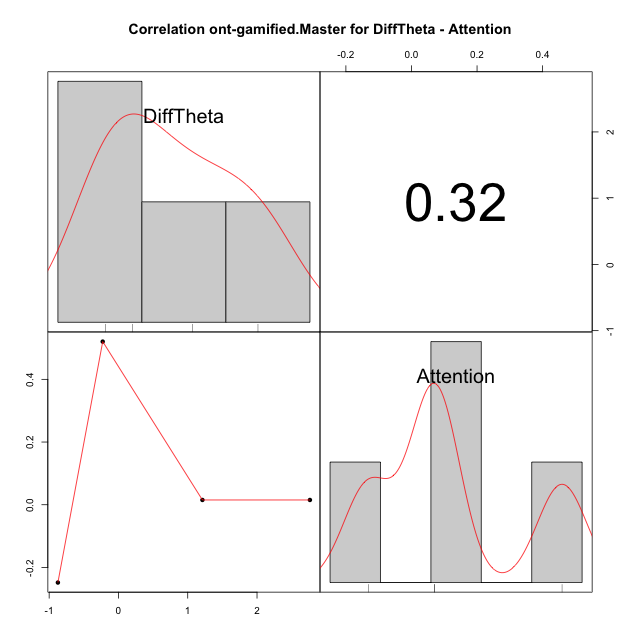 Correlation ont-gamified.Master for DiffTheta - Attention
-0.2 0.0 0.2 0.4
DiffTheta
0.32
2
1
0
-1
0.4
0.2
0.0
-0.2
Attention
-1 0 1 2